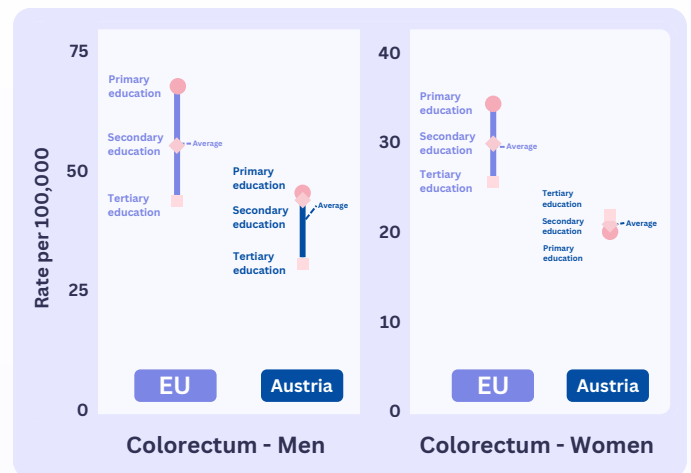 Rate per 100,000
75
50
25
0
Primary
education
Secondary
education
Average
Tertiary
education
Primary
education
Secondary
education
Average
Tertiary
education
EU
Austria
Colorectum - Men
40
30
20
10
0
Primary
education
Secondary
education
Average
Tertiary
education
Tertiary
education
Secondary
education
Average
Primary
education
EU
Austria
Colorectum - Women